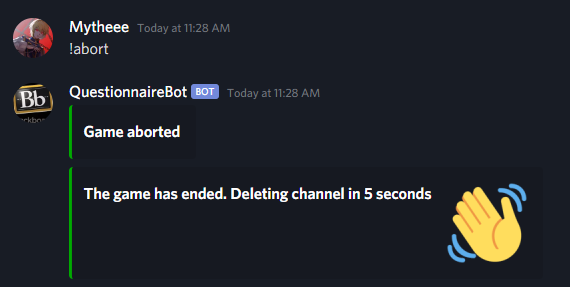 Mytheee Today at 11:28 AM
!abort
Bb
QuestionnaireBot BOT Today at 11:28 AM
Game aborted
The game has ended. Deleting channel in 5 seconds